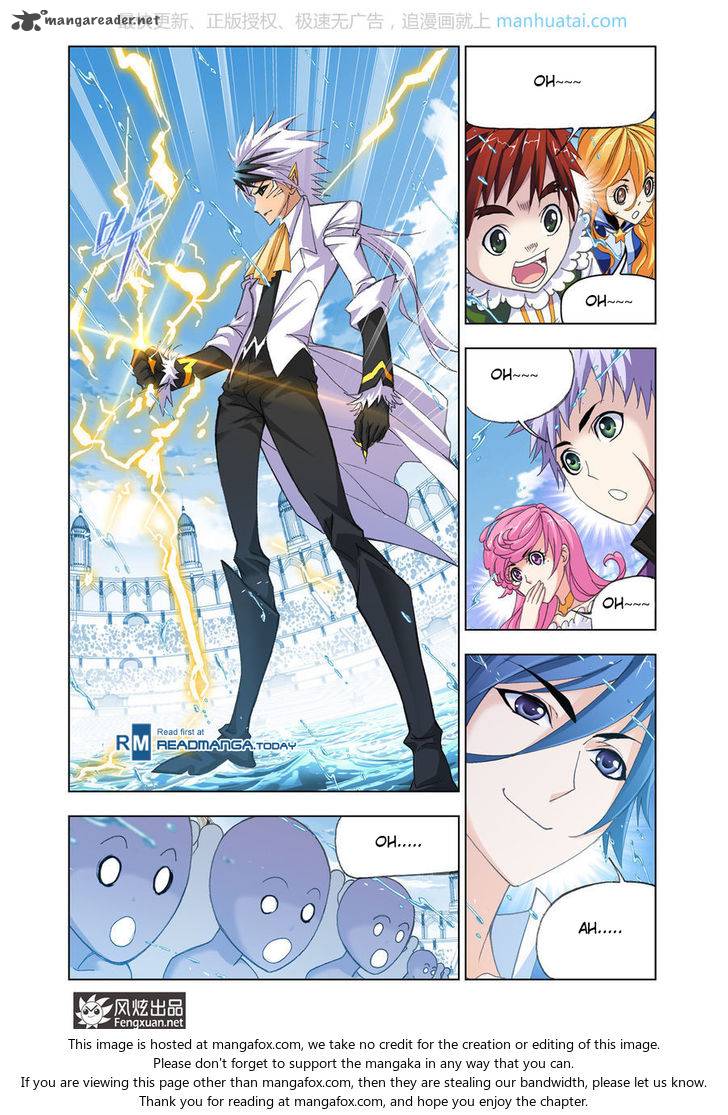 mangareader.net
最快更新、正版授权、极速无广告，追漫画就上 manhuatai.com
OH~~~
OH~~~
咔
OH~~~
OH~~~
RM Read first at
READMANGA.TODAY
OH.....
AH.....
风炫出品
Fengxuan.net
This image is hosted at mangafox.com, we take no credit for the creation or editing of this image.
Please don't forget to support the mangaka in any way that you can.
If you are viewing this page other than mangafox.com, then they are stealing our bandwidth, please let us know.
Thank you for reading at mangafox.com, and hope you enjoy the chapter.